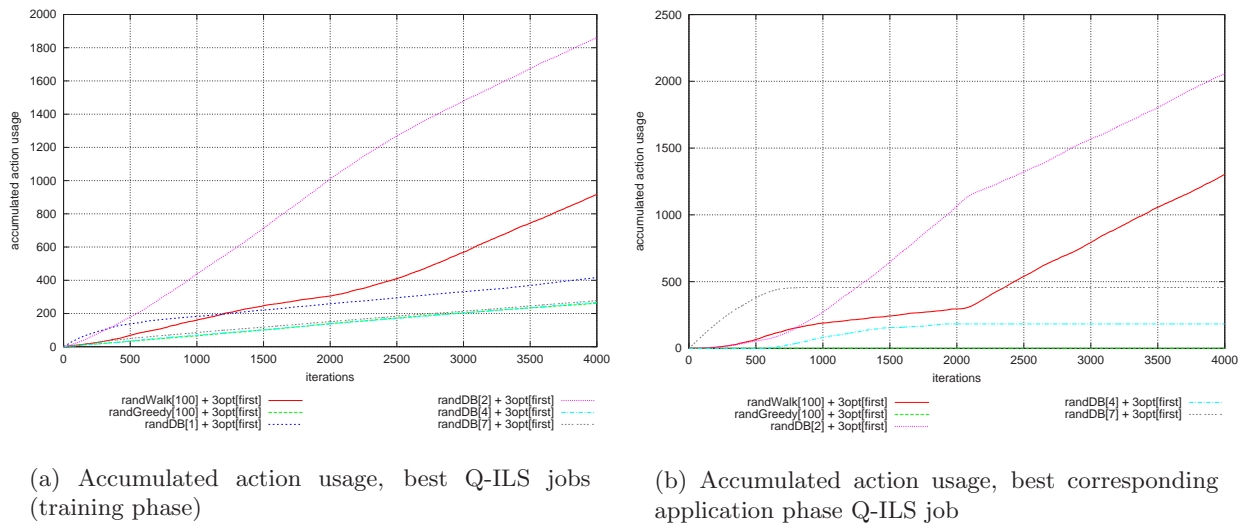 2000
1800
1600
1400
1200
1000
800
600
400
200
0
accumulated action usage
0 500 1000 1500 2000 2500 3000 3500 4000
iterations
randWalk[100] + 3opt[first]
randGreedy[100] + 3opt[first]
randDB[1] + 3opt[first]
randDB[2] + 3opt[first]
randDB[4] + 3opt[first]
randDB[7] + 3opt[first]
(a) Accumulated action usage, best Q-ILS jobs
(training phase)
2500
2000
1500
1000
500
0
accumulated action usage
0 500 1000 1500 2000 2500 3000 3500 4000
iterations
randWalk[100] + 3opt[first]
randGreedy[100] + 3opt[first]
randDB[2] + 3opt[first]
randDB[4] + 3opt[first]
randDB[7] + 3opt[first]
(b) Accumulated action usage, best corresponding
application phase Q-ILS job